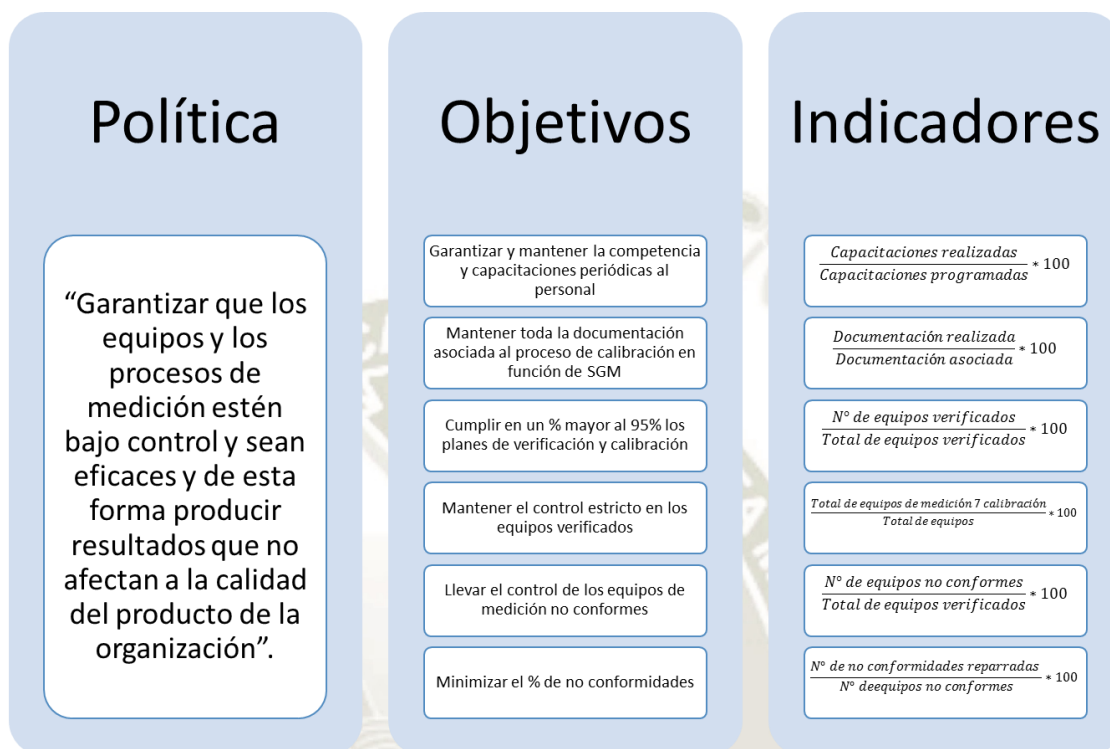 Política
“Garantizar que los
equipos y los
procesos de
medición estén
bajo control y sean
eficaces y de esta
forma producir
resultados que no
afectan a la calidad
del producto de la
organización”.
Objetivos
Garantizar y mantener la competencia
y capacitaciones periódicas al
personal
Mantener toda la documentación
asociada al proceso de calibración en
función de SGM
Cumplir en un % mayor al 95% los
planes de verificación y calibración
Mantener el control estricto en los
equipos verificados
Llevar el control de los equipos de
medición no conformes
Minimizar el % de no conformidades
Indicadores
Capacitaciones realizadas
Capacitaciones programadas * 100
Documentación realizada
Documentación asociada * 100
N° de equipos verificados
Total de equipos verificados * 100
Total de equipos de medición 7 calibración
Total de equipos * 100
N° de equipos no conformes
Total de equipos verificados * 100
N° de no conformidades reparradas
N° deequipos no conformes * 100